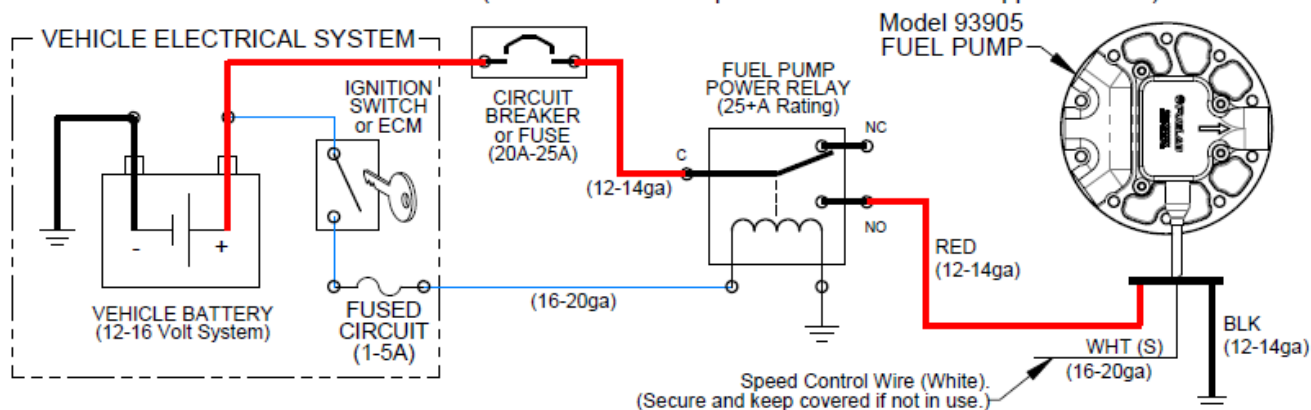 VEHICLE ELECTRICAL SYSTEM
IGNITION
SWITCH
or ECM
CIRCUIT
BREAKER
or FUSE
(20A-25A)
(12-14ga)
FUEL PUMP
POWER RELAY
(25+A Rating)
C
NC
NO
Model 93905
FUEL PUMP
- +
VEHICLE BATTERY
(12-16 Volt System)
FUSED
CIRCUIT
(1-5A)
(16-20ga)
RED
(12-14ga)
BLK
(12-14ga)
WHT (S)
(16-20ga)
Speed Control Wire (White).
(Secure and keep covered if not in use.)